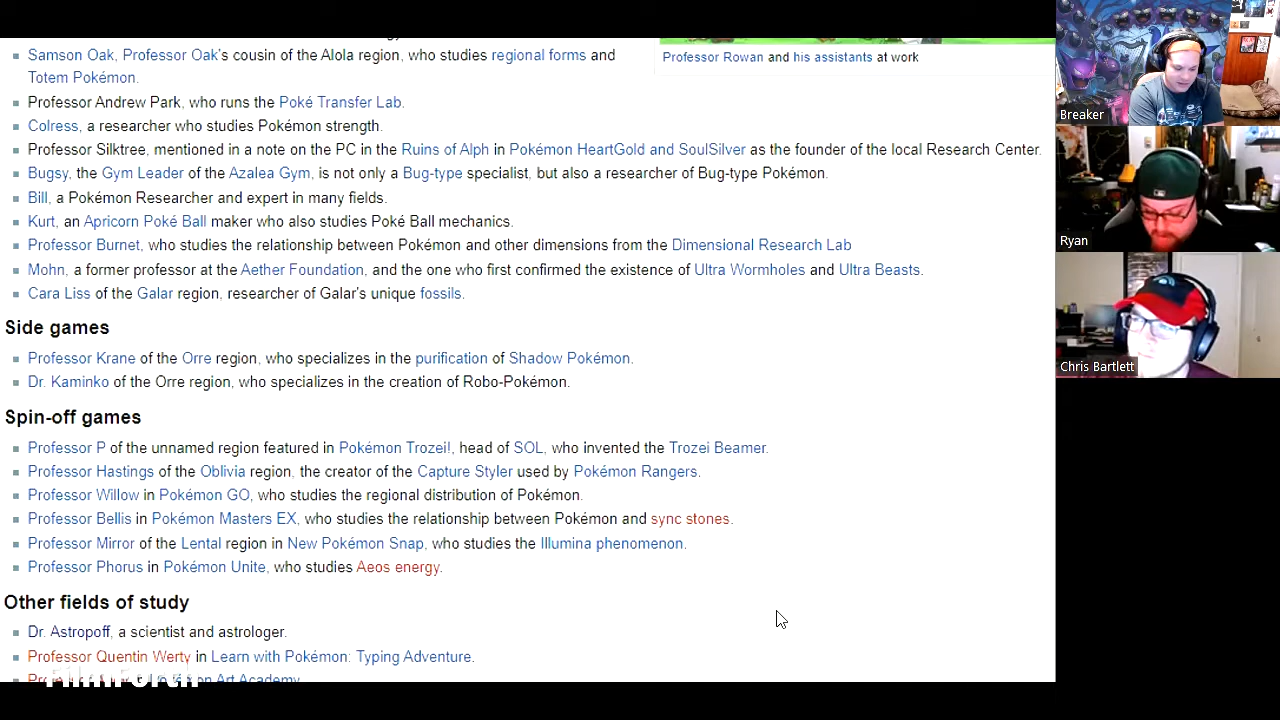 Samson Oak, Professor Oak's cousin of the Alola region, who studies regional forms and
Totem Pokémon.
Professor Rowan and his assistants at work
Professor Andrew Park, who runs the Poké Transfer Lab.
Colress, a researcher who studies Pokémon strength.
Professor Silktree, mentioned in a note on the PC in the Ruins of Alph in Pokémon HeartGold and SoulSilver as the founder of the local Research Center.
Bugsy, the Gym Leader of the Azalea Gym, is not only a Bug-type specialist, but also a researcher of Bug-type Pokémon.
Bill, a Pokémon Researcher and expert in many fields.
Kurt, an Apricorn Poké Ball maker who also studies Poké Ball mechanics.
Professor Burnet, who studies the relationship between Pokémon and other dimensions from the Dimensional Research Lab
Mohn, a former professor at the Aether Foundation, and the one who first confirmed the existence of Ultra Wormholes and Ultra Beasts.
Cara Liss of the Galar region, researcher of Galar's unique fossils.
Side games
Professor Krane of the Orre region, who specializes in the purification of Shadow Pokémon.
Dr. Kaminko of the Orre region, who specializes in the creation of Robo-Pokémon.
Spin-off games
Professor P of the unnamed region featured in Pokémon Trozei!, head of SOL, who invented the Trozei Beamer.
Professor Hastings of the Oblivia region, the creator of the Capture Styler used by Pokémon Rangers.
Professor Willow in Pokémon GO, who studies the regional distribution of Pokémon.
Professor Bellis in Pokémon Masters EX, who studies the relationship between Pokémon and sync stones.
Professor Mirror of the Lental region in New Pokémon Snap, who studies the Illumina phenomenon.
Professor Phorus in Pokémon Unite, who studies Aeos energy.
Other fields of study
Dr. Astropoff, a scientist and astrologer.
Professor Quentin Werty in Learn with Pokémon: Typing Adventure.
Art Academy
Breaker
Ryan
Chris Bartlett